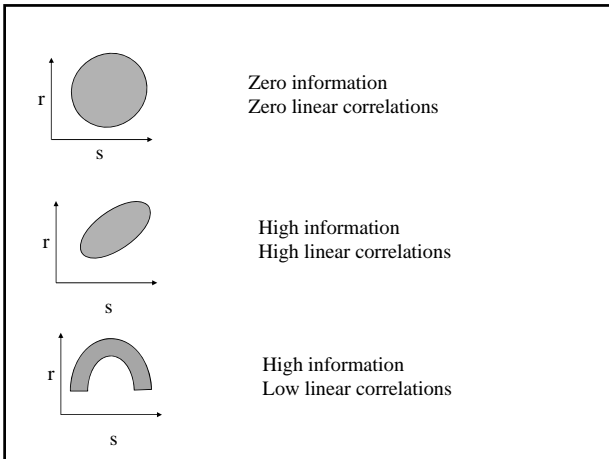 r
s
Zero information
Zero linear correlations
r
s
High information
High linear correlations
r
s
High information
Low linear correlations